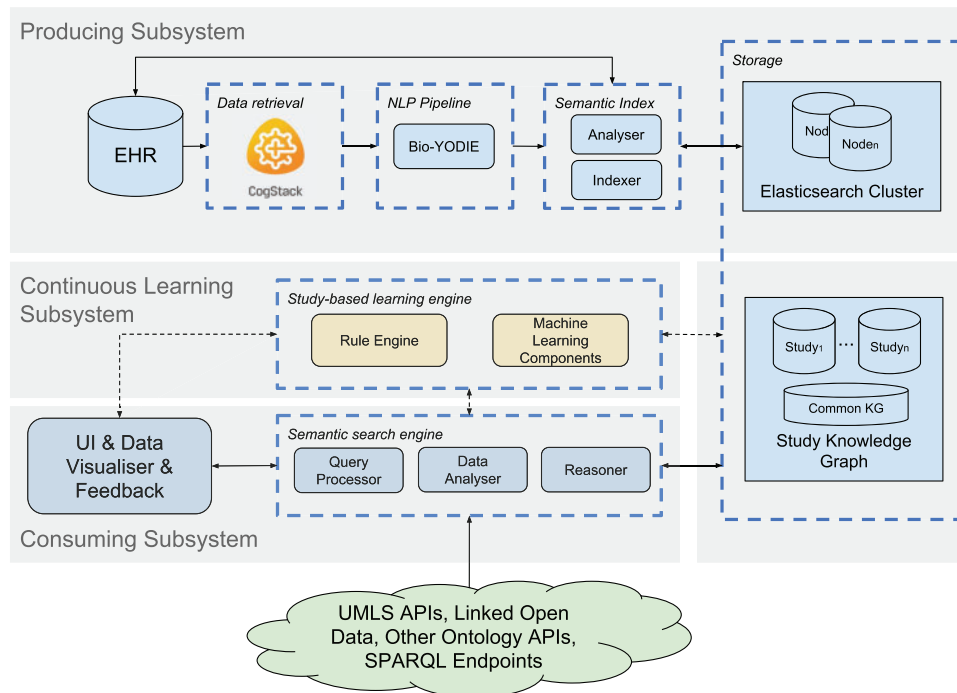 Producing Subsystem
Storage
Data retrieval
NLP Pipeline
Semantic Index
EHR
CogStack
Bio-YODIE
Analyser
Indexer
Noden
Elasticsearch Cluster
Continuous Learning
Subsystem
Study-based learning engine
Rule Engine
Machine
Learning
Components
Study1
...
Studyn
Common KG
Study Knowledge
Graph
UI & Data
Visualiser &
Feedback
Semantic search engine
Query
Processor
Data
Analyser
Reasoner
Consuming Subsystem
UMLS APIs, Linked Open
Data, Other Ontology APIs,
SPARQL Endpoints